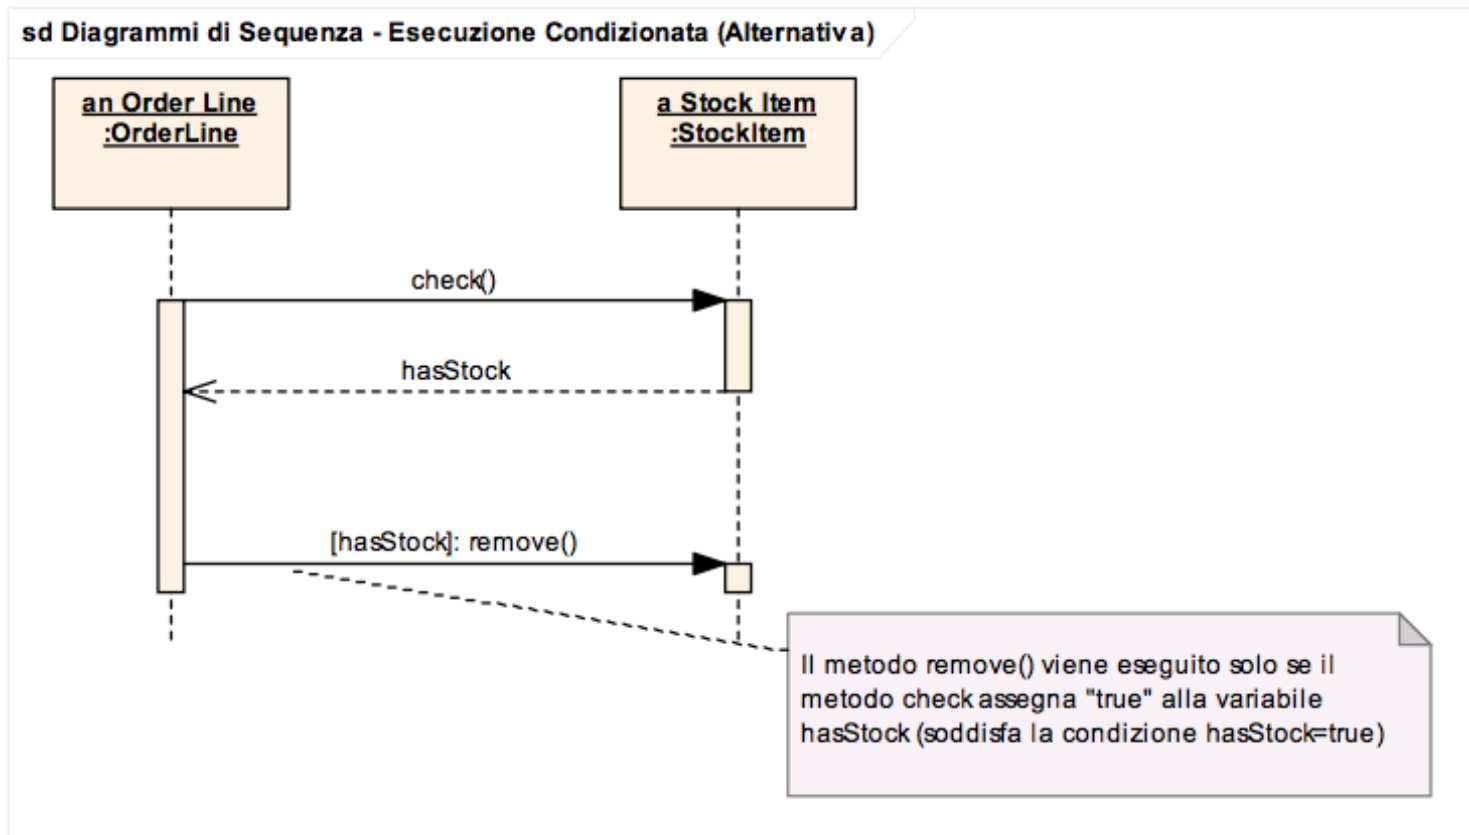 sd Diagrammi di Sequenza - Esecuzione Condizionata (Alternativa)
an Order Line
:OrderLine
a Stock Item
:StockItem
check()
hasStock
[hasStock]: remove()
Il metodo remove() viene eseguito solo se il
metodo check assegna "true" alla variabile
hasStock (soddisfa la condizione hasStock=true)